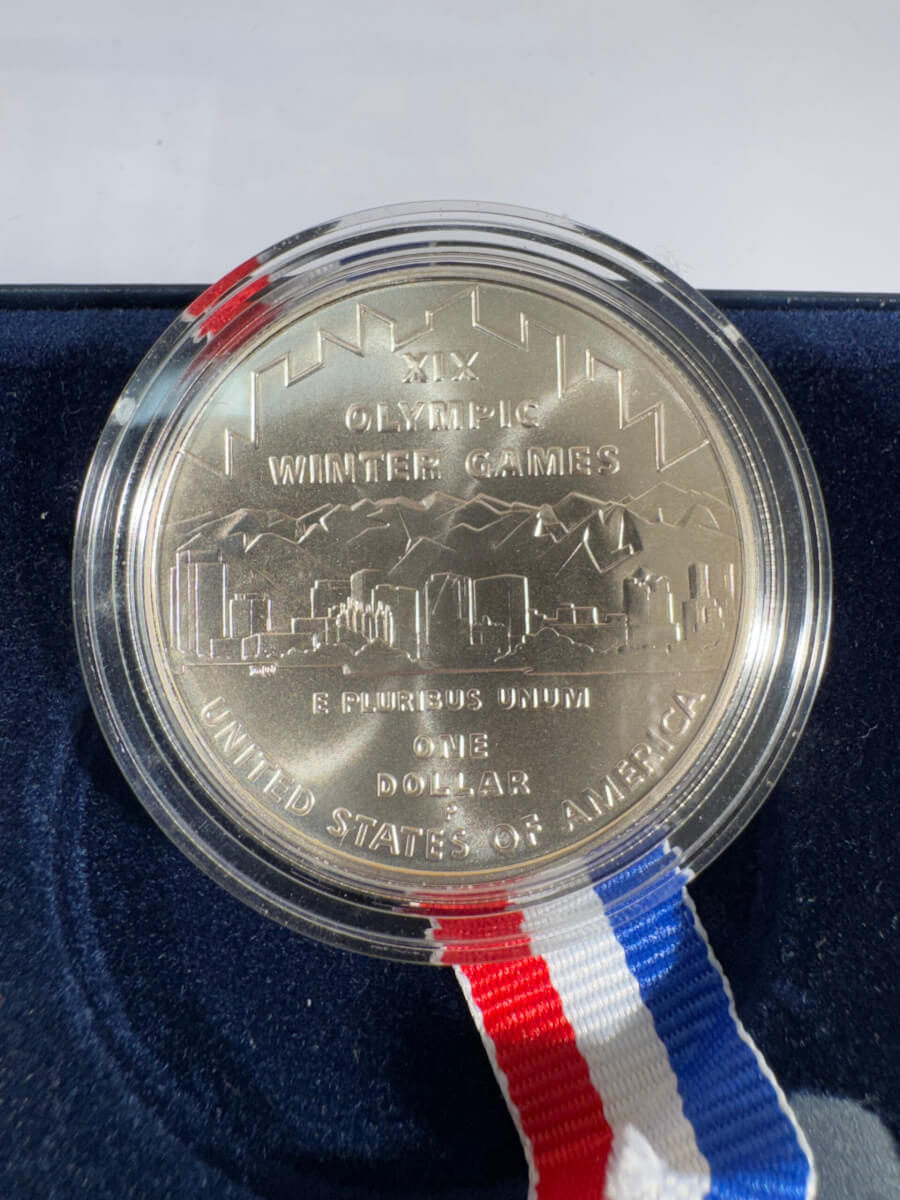 XIX
OLYMPIC
WINTER GAMES
E PLURIBUS UNUM
ONE
DOLLAR
P
UNITED STATES OF AMERICA